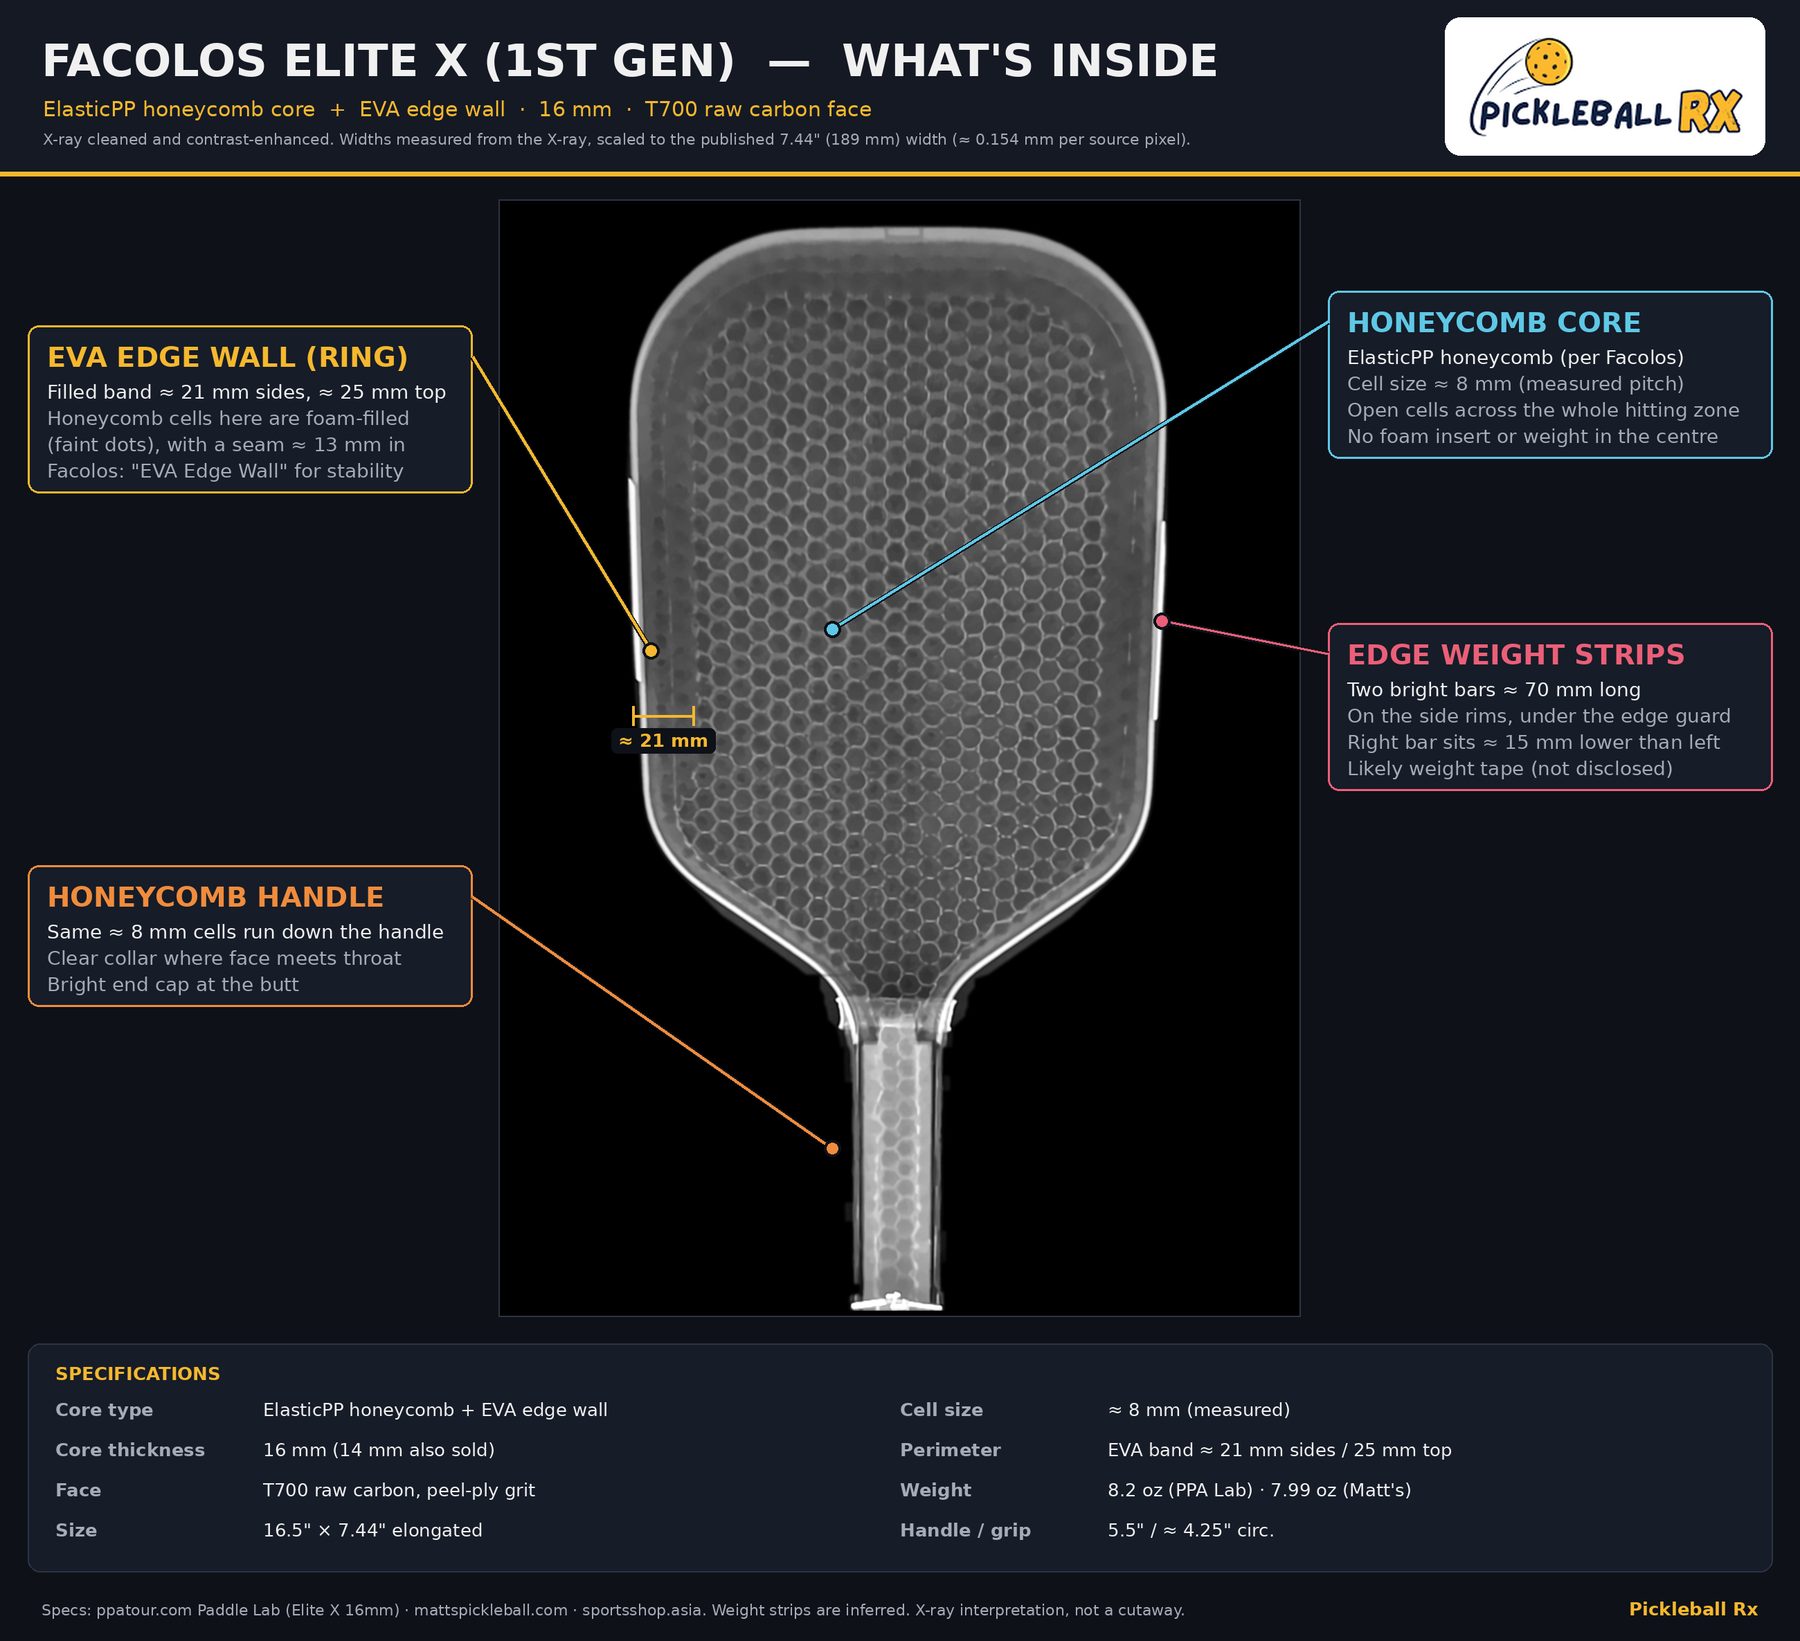 FACOLOS ELITE X (1ST GEN) — WHAT'S INSIDE
ElasticPP honeycomb core + EVA edge wall · 16 mm · T700 raw carbon face
X-ray cleaned and contrast-enhanced. Widths measured from the X-ray, scaled to the published 7.44" (189 mm) width (≈ 0.154 mm per source pixel).
PICKLEBALL RX
EVA EDGE WALL (RING)
Filled band ≈ 21 mm sides, ≈ 25 mm top
Honeycomb cells here are foam-filled
(faint dots), with a seam ≈ 13 mm in
Facolos: "EVA Edge Wall" for stability
HONEYCOMB CORE
ElasticPP honeycomb (per Facolos)
Cell size ≈ 8 mm (measured pitch)
Open cells across the whole hitting zone
No foam insert or weight in the centre
EDGE WEIGHT STRIPS
Two bright bars ≈ 70 mm long
On the side rims, under the edge guard
Right bar sits ≈ 15 mm lower than left
Likely weight tape (not disclosed)
≈ 21 mm
HONEYCOMB HANDLE
Same ≈ 8 mm cells run down the handle
Clear collar where face meets throat
Bright end cap at the butt
SPECIFICATIONS
Core type ElasticPP honeycomb + EVA edge wall
Cell size ≈ 8 mm (measured)
Core thickness 16 mm (14 mm also sold)
Perimeter EVA band ≈ 21 mm sides / 25 mm top
Face T700 raw carbon, peel-ply grit
Weight 8.2 oz (PPA Lab) · 7.99 oz (Matt's)
Size 16.5" × 7.44" elongated
Handle / grip 5.5" / ≈ 4.25" circ.
Specs: ppatour.com Paddle Lab (Elite X 16mm) · mattspickleball.com · sportsshop.asia. Weight strips are inferred. X-ray interpretation, not a cutaway.
Pickleball Rx